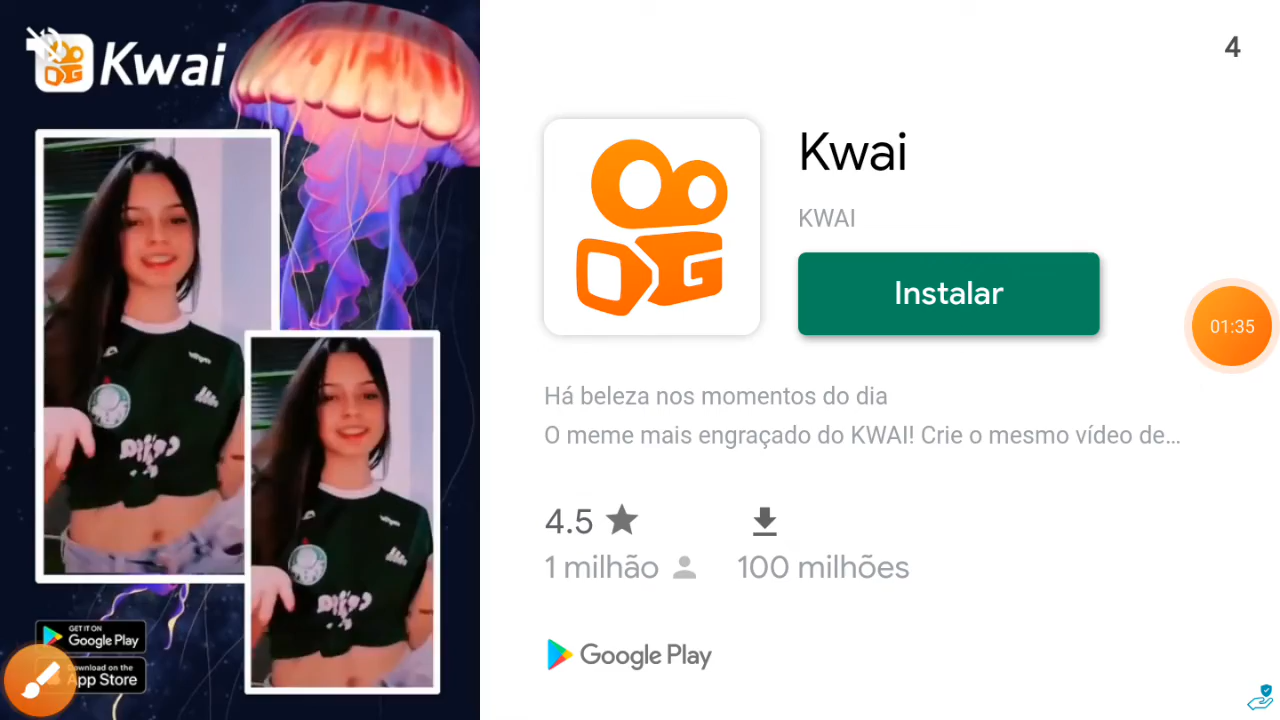 Kwai
GET IT ON
Google Play
Download on the
App Store
4
Kwai
KWAI
Instalar
01:35
Há beleza nos momentos do dia
O meme mais engraçado do KWAI! Crie o mesmo vídeo de...
4.5
1 milhão
100 milhões
Google Play